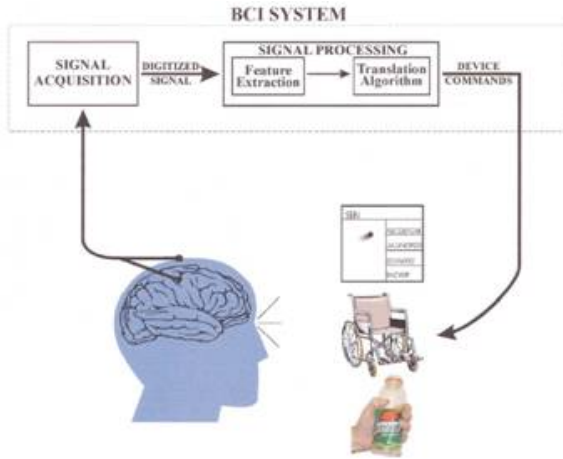 BCI SYSTEM
SIGNAL
ACQUISITION
DIGITIZED
SIGNAL
SIGNAL PROCESSING
Feature
Extraction
Translation
Algorithm
DEVICE
COMMANDS